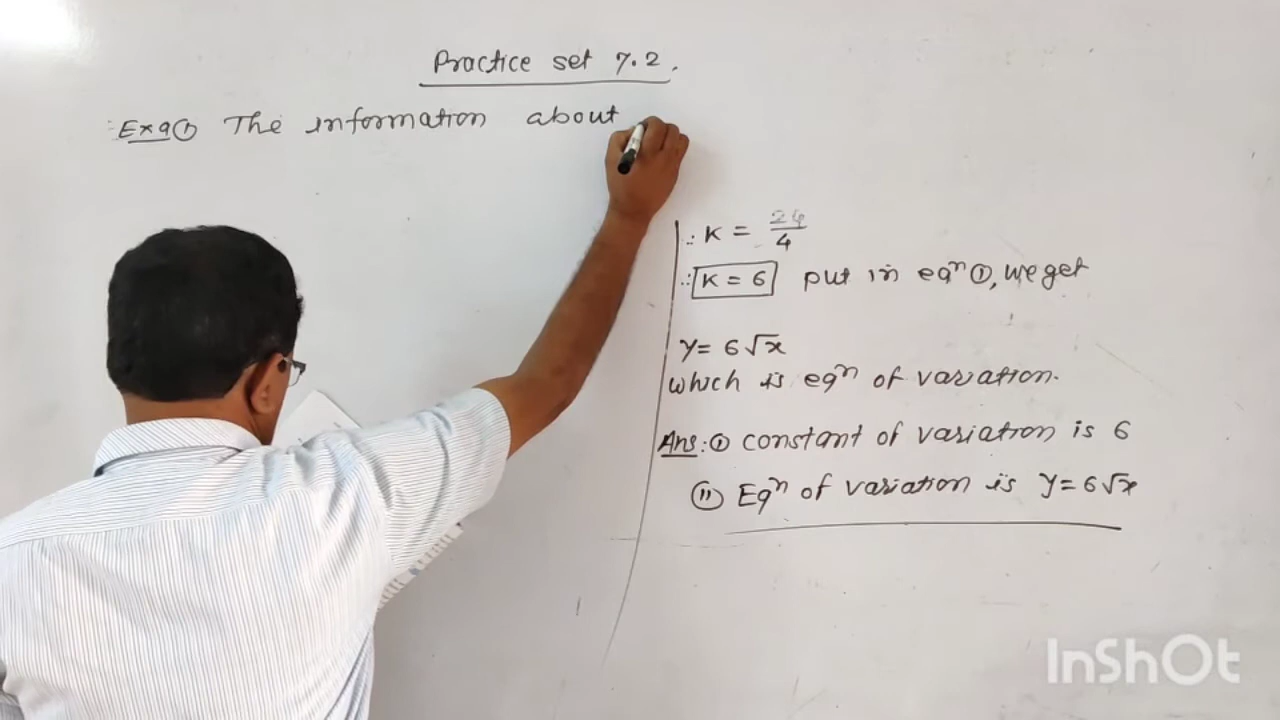 Practice set 7.2.
Exa ① The information about
∴ K = 24/4
∴ K = 6 put in eqⁿ ①, we get
y = 6√x
which is eqⁿ of variation.
Ans: ① constant of variation is 6
ⓘⓘ Eqⁿ of variation is y = 6√x
InShOt